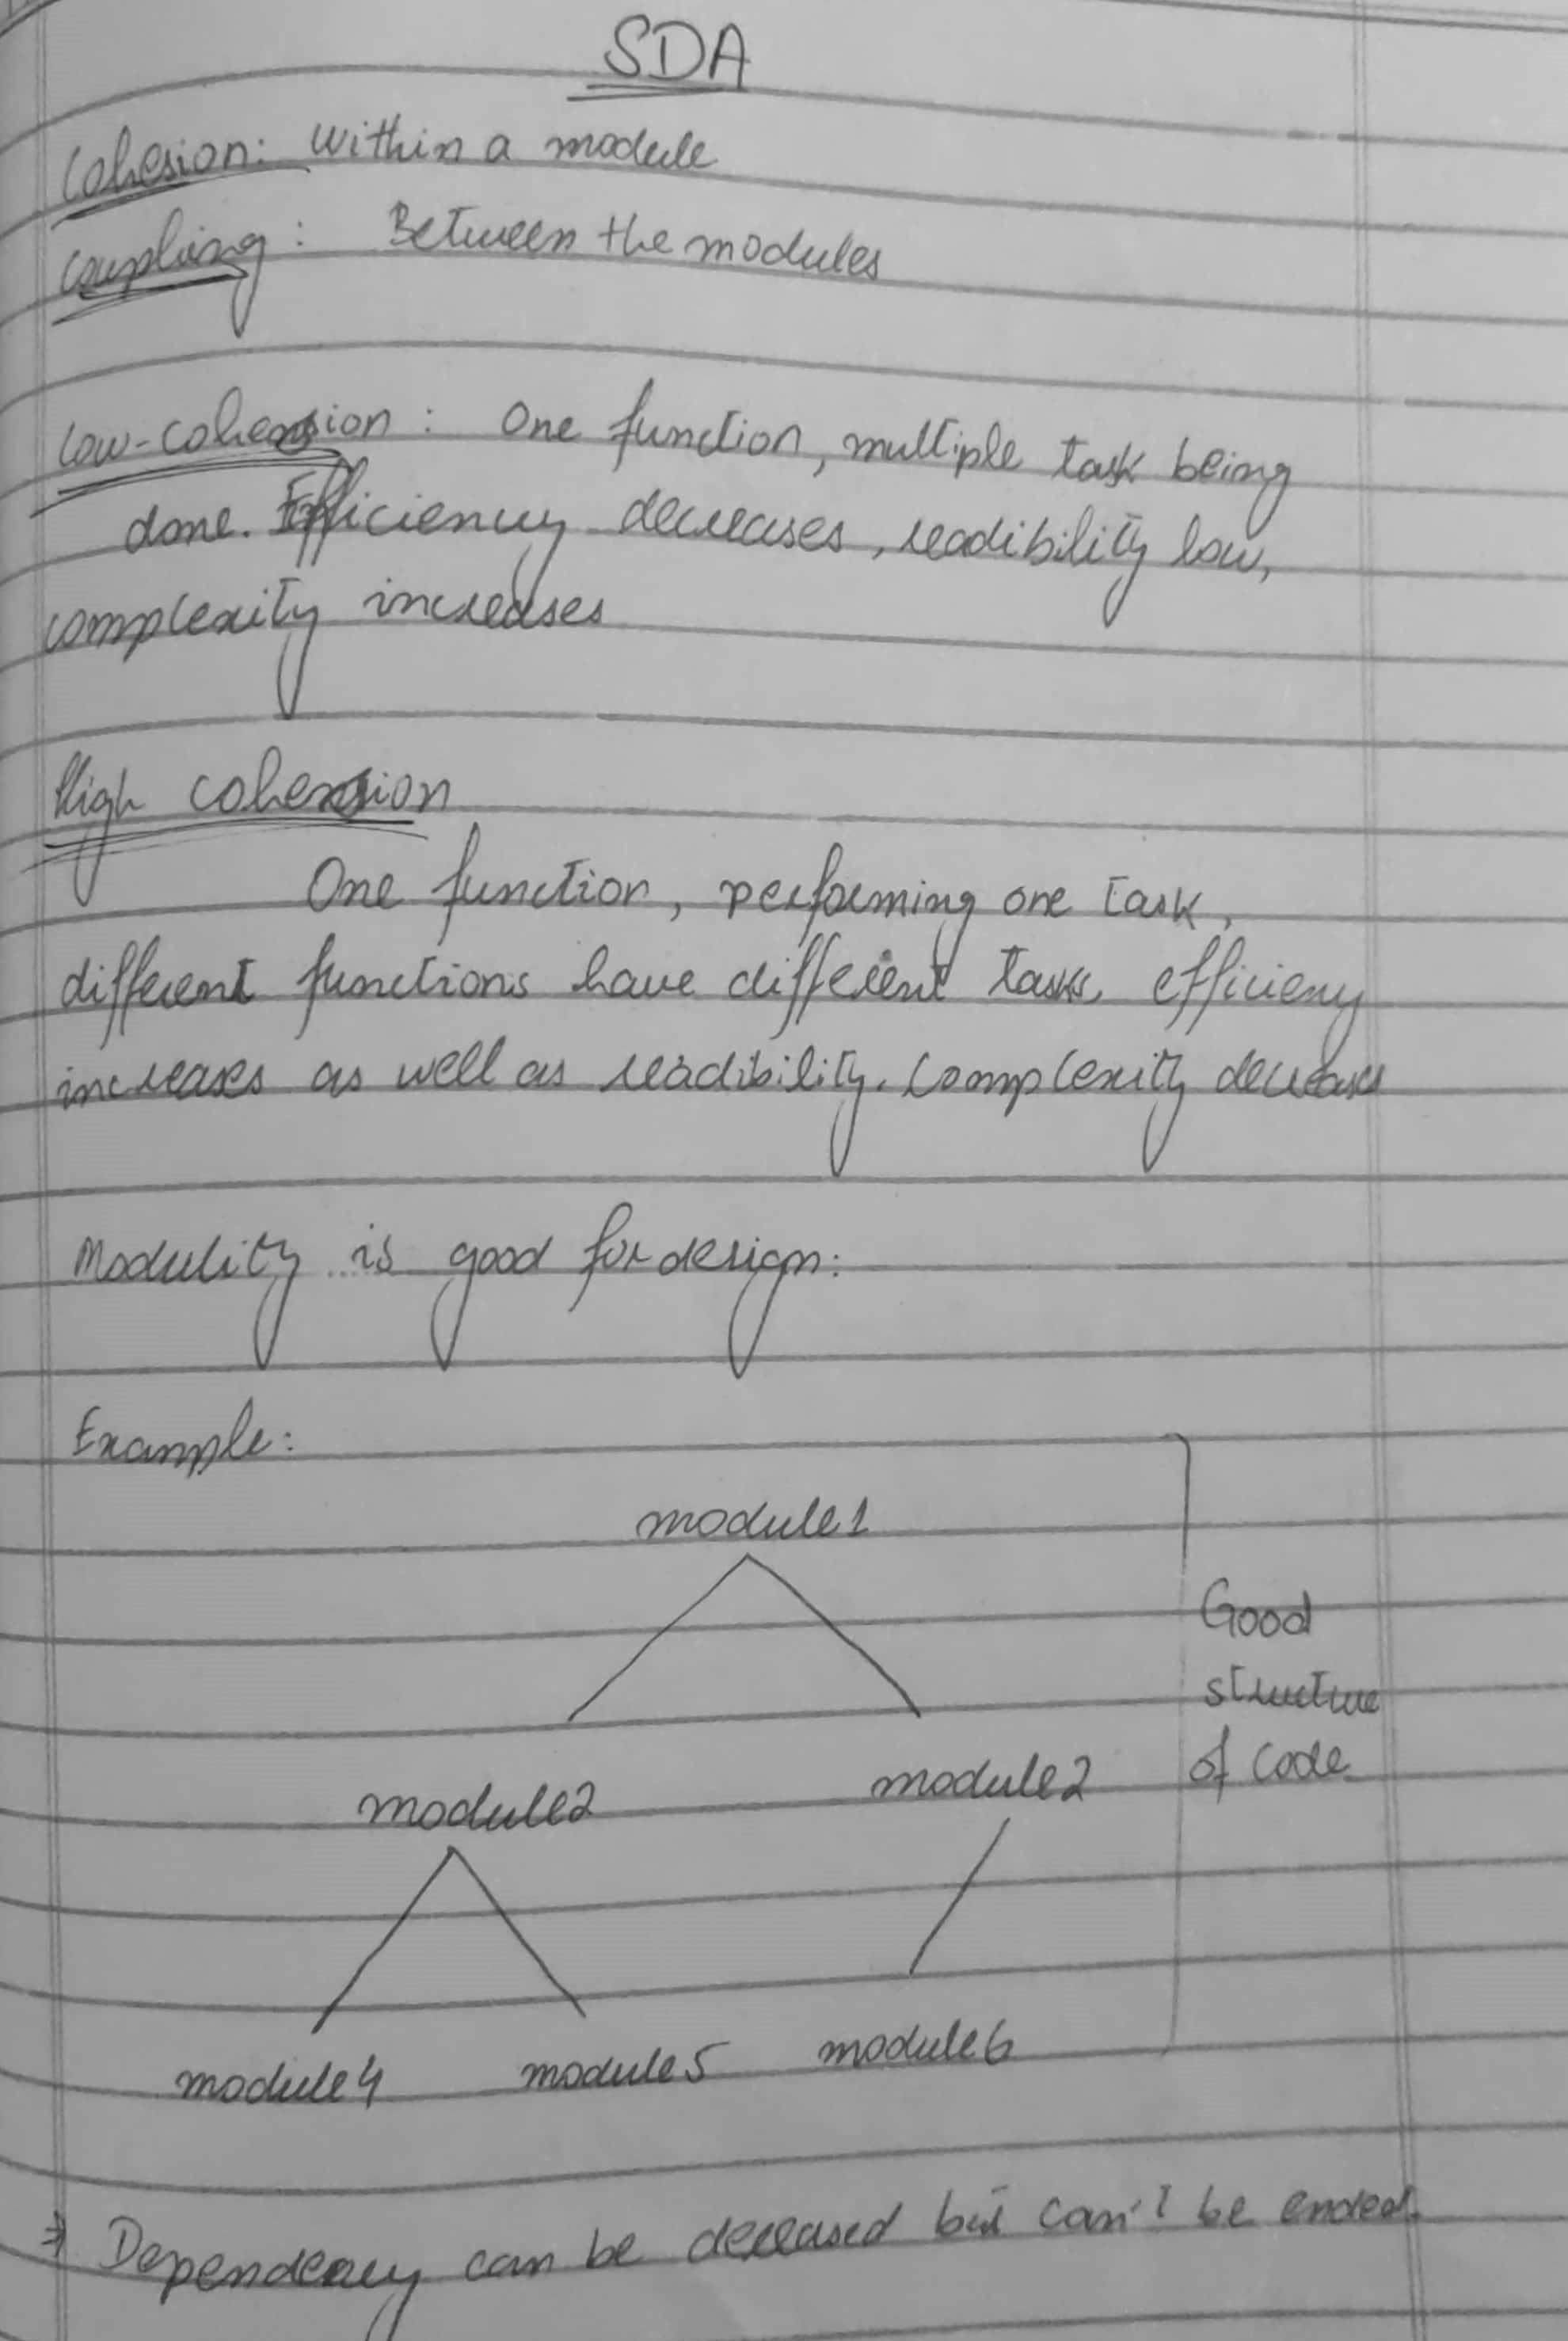 SDA
Cohesion: Within a module
Coupling: Between the modules
Low-cohension: One function, multiple task being
done. Efficiency decreases, readibility low,
complexity increases
High cohension
One function, performing one task,
different functions have different tasks. efficieny
increases as well as readibility. Complexity decreases
Modulity is good for design:
Example:
module1
Good
structure
of code
module2 module2
module4 module5 module6
⇒ Dependency can be decreased but can't be ended.